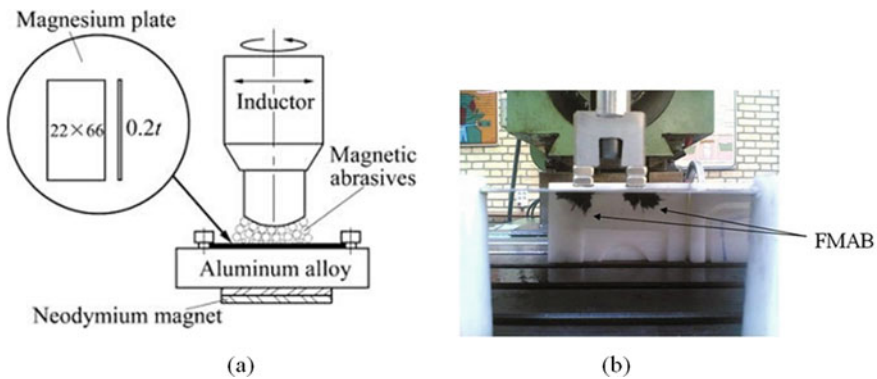 Magnesium plate
22×66
0.2t
Inductor
Magnetic
abrasives
Aluminum alloy
Neodymium magnet
(a)
FMAB
(b)